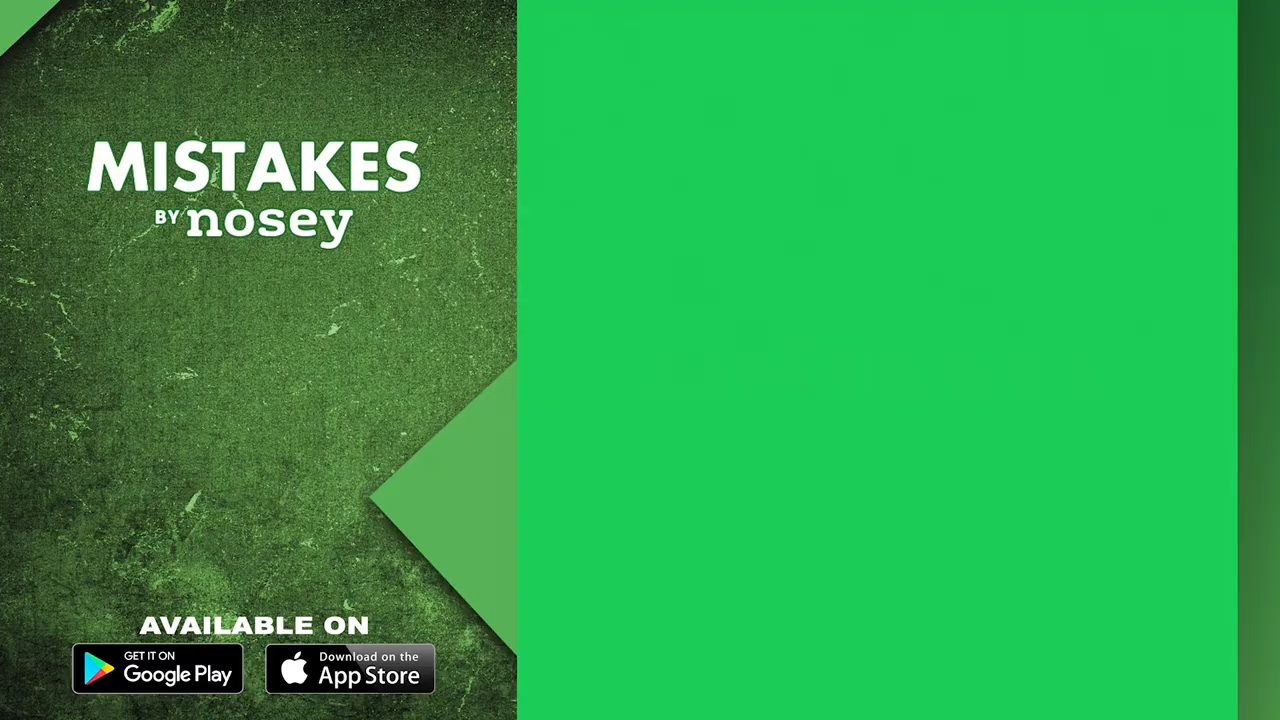 MISTAKES
BY nosey
AVAILABLE ON
GET IT ON
Google Play
Download on the
App Store